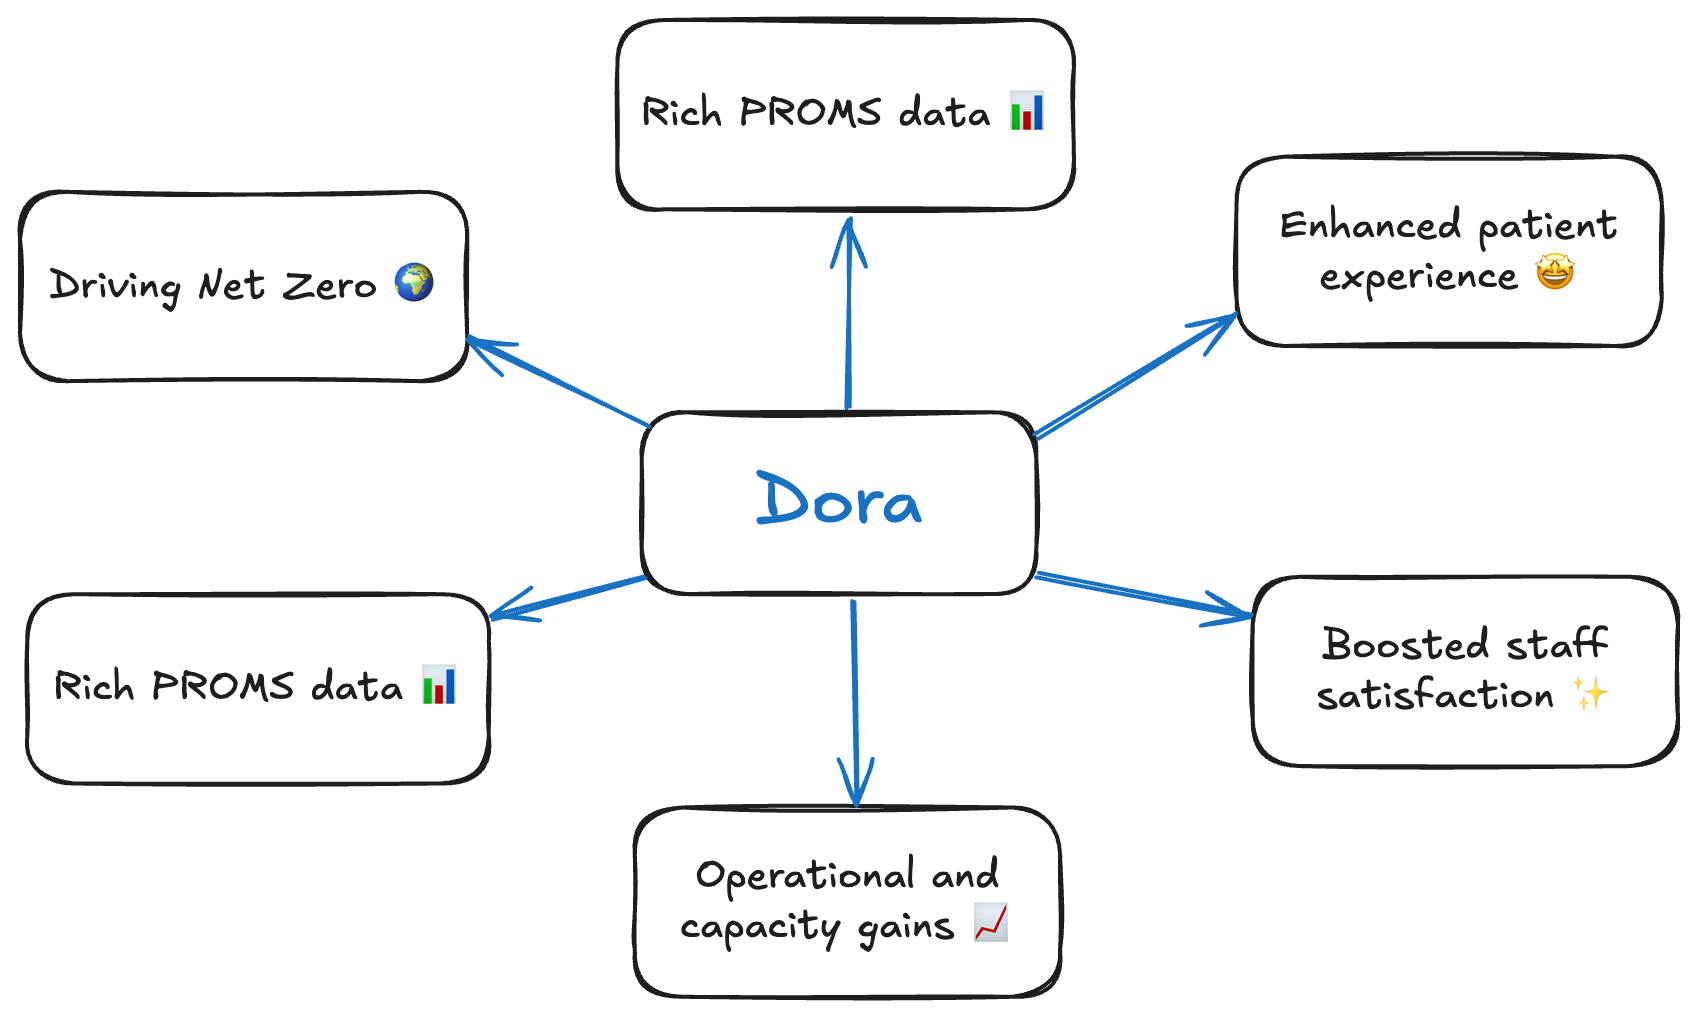 Rich PROMS data 📊
Enhanced patient
experience 🤩
Driving Net Zero 🌍
Dora
Boosted staff
satisfaction ✨
Rich PROMS data 📊
Operational and
capacity gains 📈